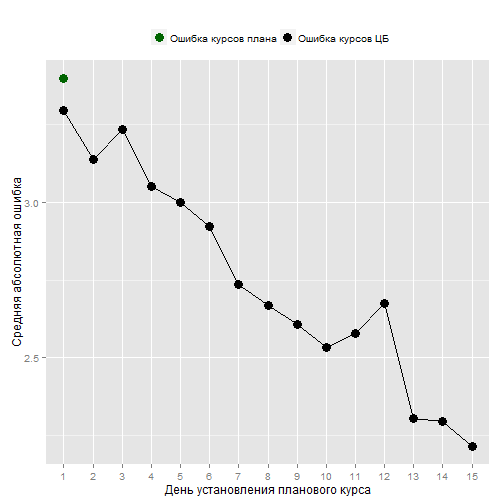 Ошибка курсов плана Ошибка курсов ЦБ
Средняя абсолютная ошибка
3.0
2.5
1 2 3 4 5 6 7 8 9 10 11 12 13 14 15
День установления планового курса